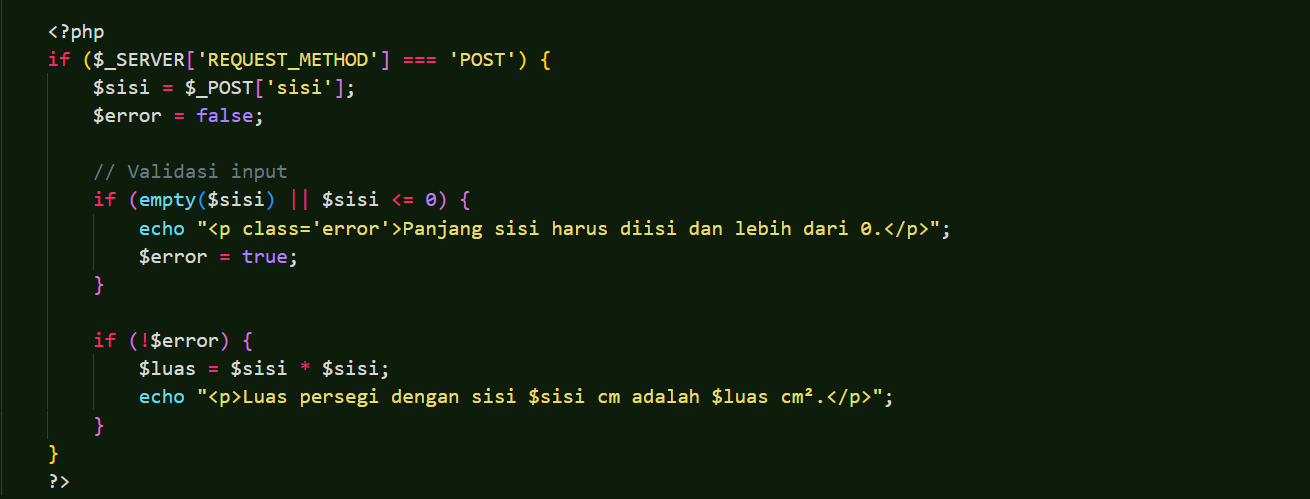 <?php
if ($_SERVER['REQUEST_METHOD'] === 'POST') {
    $sisi = $_POST['sisi'];
    $error = false;

    // Validasi input
    if (empty($sisi) || $sisi <= 0) {
        echo "<p class='error'>Panjang sisi harus diisi dan lebih dari 0.</p>";
        $error = true;
    }

    if (!$error) {
        $luas = $sisi * $sisi;
        echo "<p>Luas persegi dengan sisi $sisi cm adalah $luas cm².</p>";
    }
}
?>